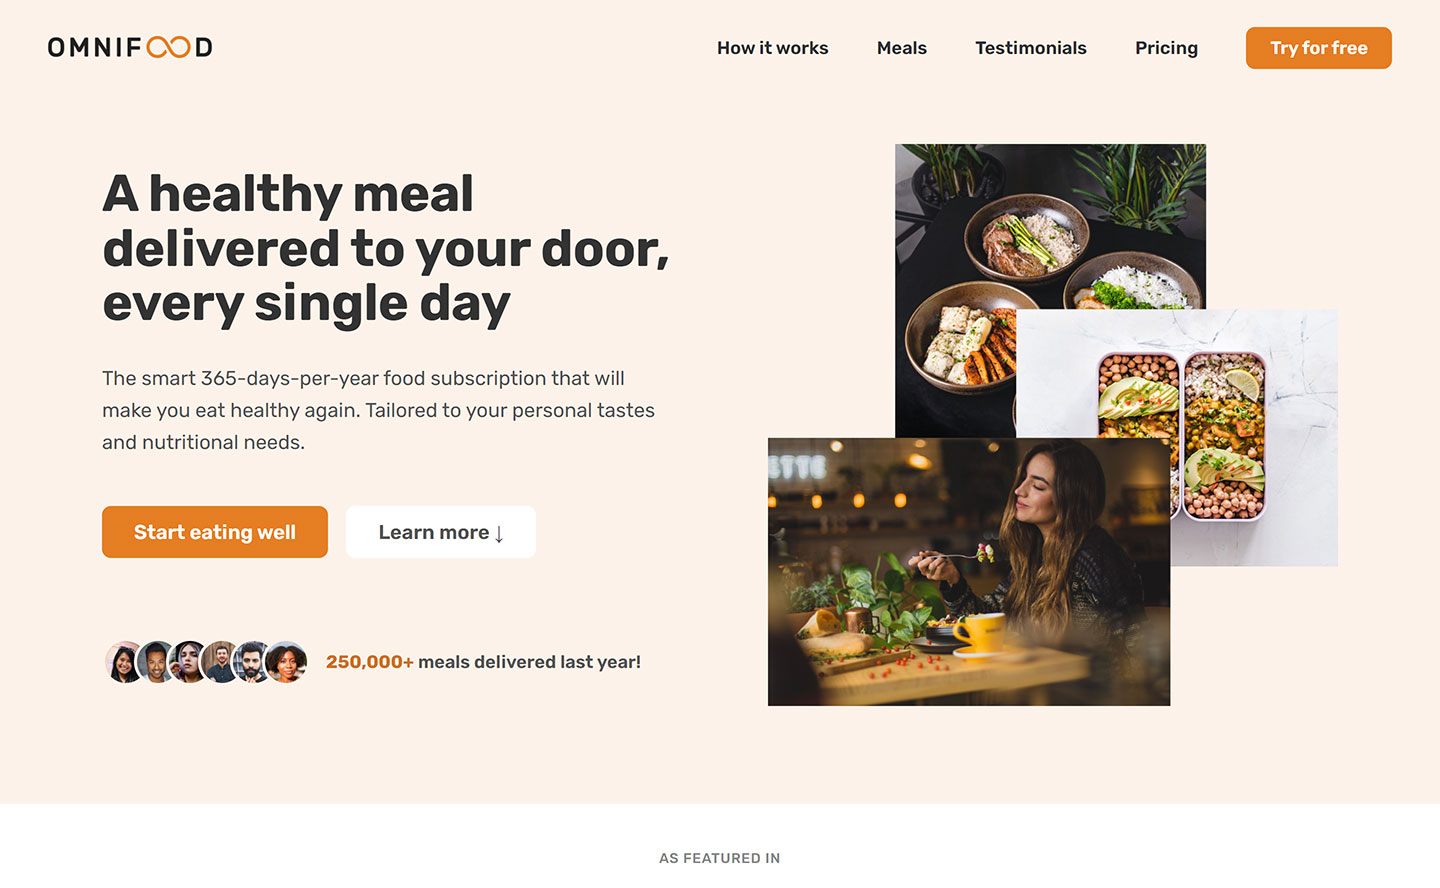 OMNIFOOD
How it works
Meals
Testimonials
Pricing
Try for free
A healthy meal
delivered to your door,
every single day
The smart 365-days-per-year food subscription that will
make you eat healthy again. Tailored to your personal tastes
and nutritional needs.
Start eating well
Learn more ↓
250,000+ meals delivered last year!
ETTE
AS FEATURED IN